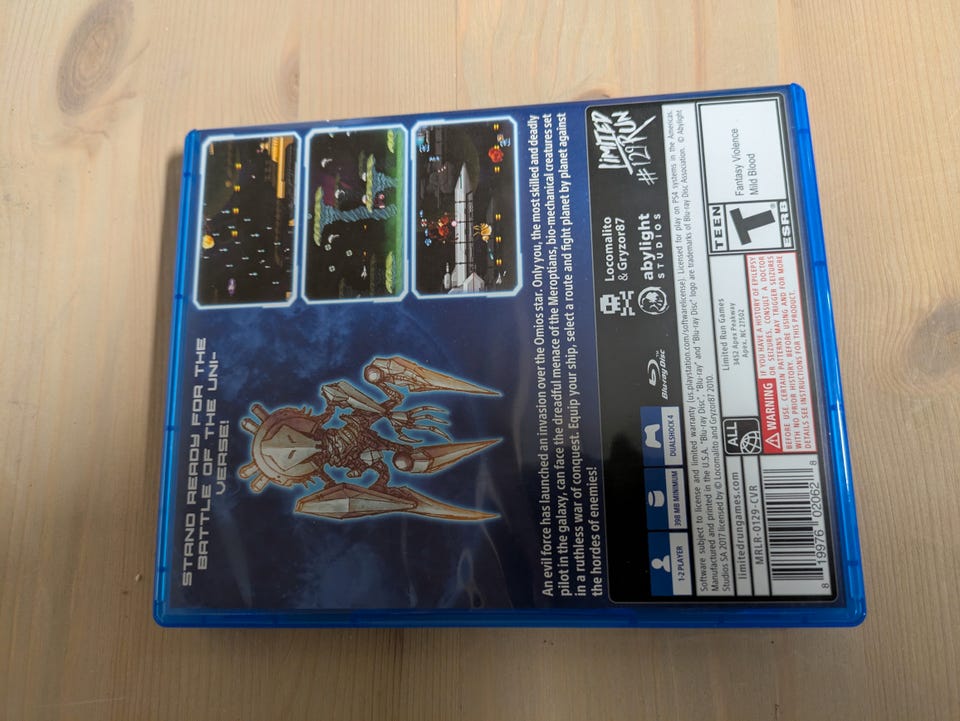 STAND READY FOR THE
BATTLE OF THE UNI-
VERSE!
An evil force has launched an invasion over the Omios star. Only you, the most skilled and deadly
pilot in the galaxy, can face the dreadful menace of the Meroptians, bio-mechanical creatures set
in a ruthless war of conquest. Equip your ship, select a route and fight planet by planet against
the hordes of enemies!
1-2 PLAYER
398 MB MINIMUM
DUALSHOCK 4
Blu-ray Disc™
Locomalito
& Gryzor87
abylight
STUDIOS
LIMITED
RUN
#129
Software subject to license and limited warranty (us.playstation.com/softwarelicense). Licensed for play on PS4 systems in the Americas.
Manufactured and printed in the U.S.A. "Blu-ray Disc", "Blu-ray" and "Blu-ray Disc" logo are trademarks of Blu-ray Disc Association. © Abylight
Studios SA 2017 licensed by © Locomalito and Gryzor87 2010.
limitedrungames.com
MRLR-0129-CVR
8 19976 02062 8
ALL
Limited Run Games
3452 Apex Peakway
Apex, NC 27502
WARNING
IF YOU HAVE A HISTORY OF EPILEPSY
OR SEIZURES, CONSULT A DOCTOR
BEFORE USE. CERTAIN PATTERNS MAY TRIGGER SEIZURES
WITH NO PRIOR HISTORY. BEFORE USING AND FOR MORE
DETAILS SEE INSTRUCTIONS FOR THIS PRODUCT.
TEEN
T
ESRB
Fantasy Violence
Mild Blood